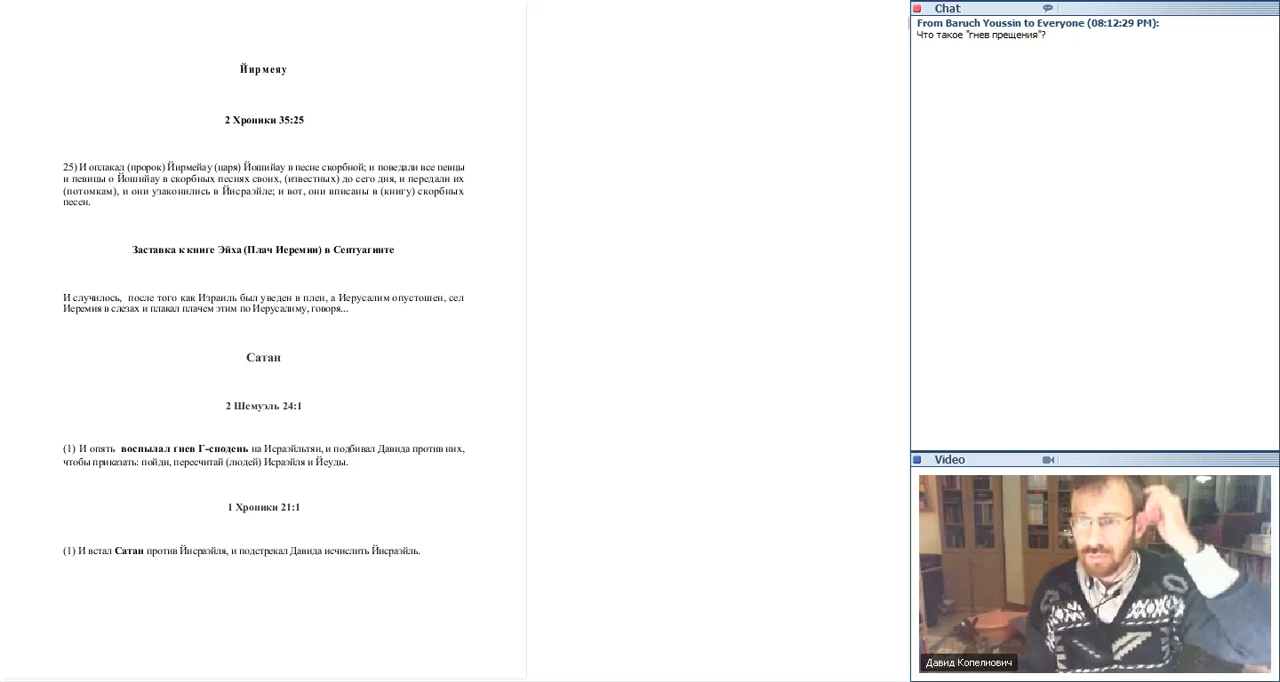 Йирмеяу
2 Хроники 35:25
25) И оплакал (пророк) Йирмейау (царя) Йошийау в песне скорбной; и поведали все певцы
и певицы о Йошийау в скорбных песнях своих, (известных) до сего дня, и передали их
(потомкам), и они узаконились в Йисраэйле; и вот, они вписаны в (книгу) скорбных
песен.
Заставка к книге Эйха (Плач Иеремии) в Септуагинте
И случилось, после того как Израиль был уведен в плен, а Иерусалим опустошен, сел
Иеремия в слезах и плакал плачем этим по Иерусалиму, говоря...
Сатан
2 Шемуэль 24:1
(1) И опять воспылал гнев Г-сподень на Исраэйльтян, и подбивал Давида против них,
чтобы приказать: пойди, пересчитай (людей) Исраэйля и Йеуды.
1 Хроники 21:1
(1) И встал Сатан против Йисраэйля, и подстрекал Давида исчислить Йисраэйль.
Chat
From Baruch Youssin to Everyone (08:12:29 PM):
Что такое "гнев прещения"?
Video
Давид Копелиович